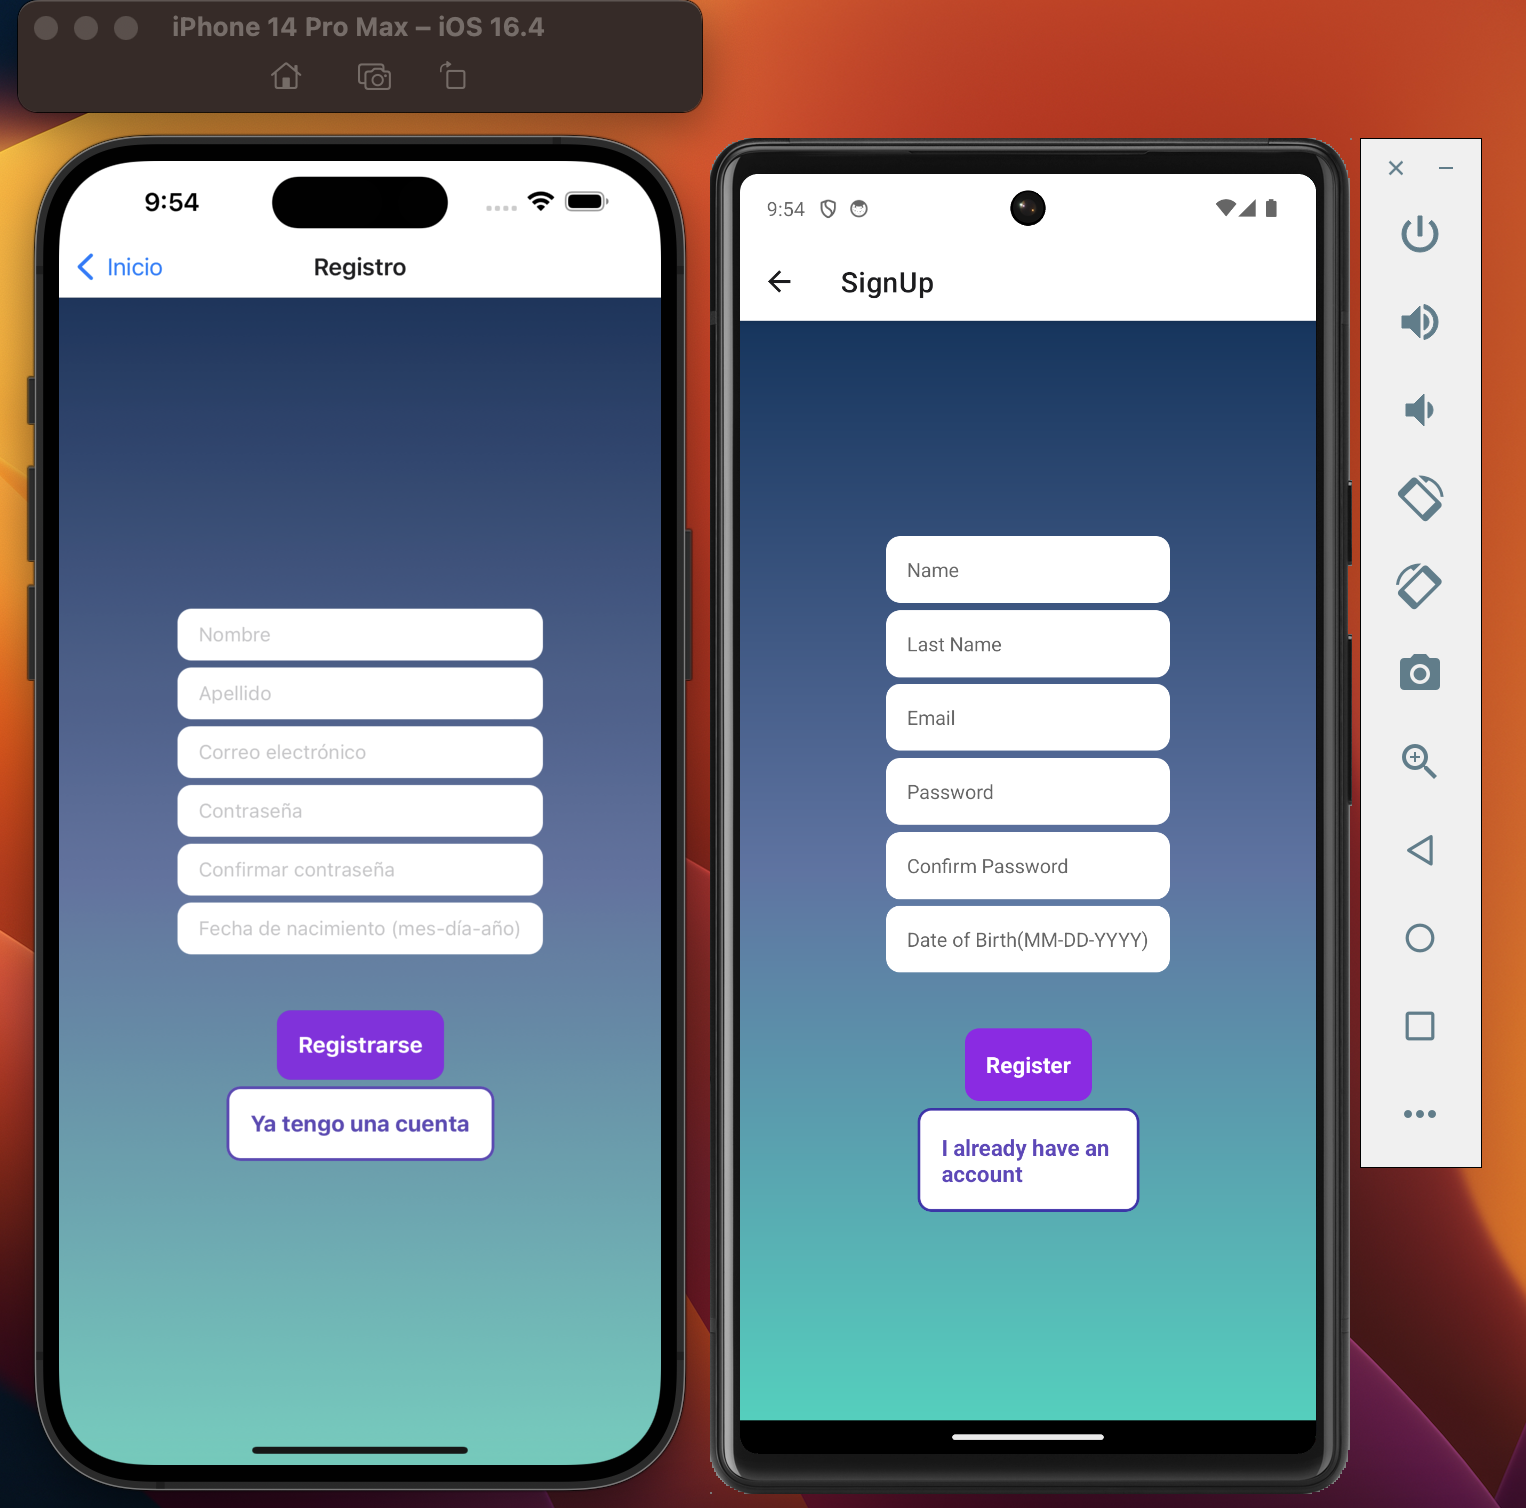 iPhone 14 Pro Max – iOS 16.4
9:54
Inicio
Registro
Nombre
Apellido
Correo electrónico
Contraseña
Confirmar contraseña
Fecha de nacimiento (mes-día-año)
Registrarse
Ya tengo una cuenta
9:54
SignUp
Name
Last Name
Email
Password
Confirm Password
Date of Birth(MM-DD-YYYY)
Register
I already have an
account